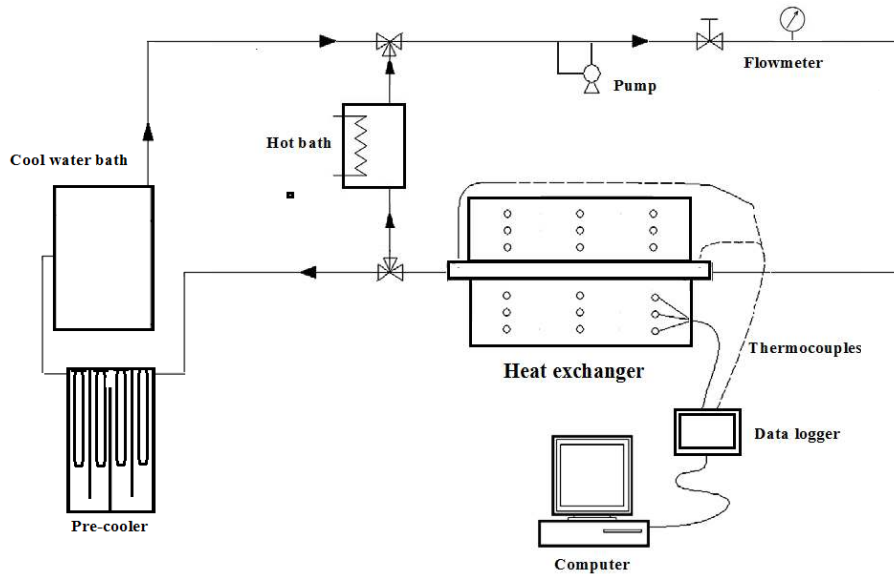 Flowmeter
Pump
Hot bath
Cool water bath
Thermocouples
Heat exchanger
Data logger
Pre-cooler
Computer